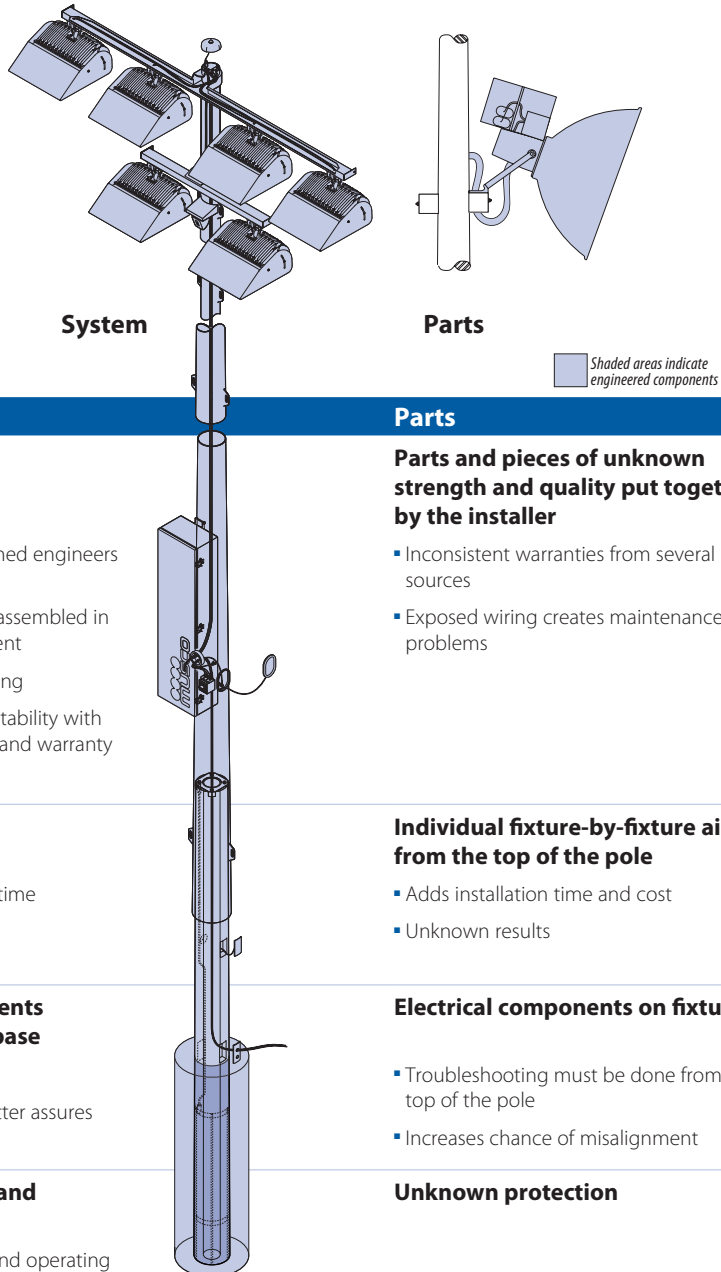 System
Parts
Shaded areas indicate
engineered components
Parts
ned engineers
assembled in
ent
ng
tability with
and warranty
Parts and pieces of unknown
strength and quality put toget
by the installer
▪ Inconsistent warranties from several
sources
▪ Exposed wiring creates maintenance
problems
time
Individual fixture-by-fixture ai
from the top of the pole
▪ Adds installation time and cost
▪ Unknown results
ents
base
tter assures
Electrical components on fixtu
▪ Troubleshooting must be done from
top of the pole
▪ Increases chance of misalignment
and
nd operating
Unknown protection